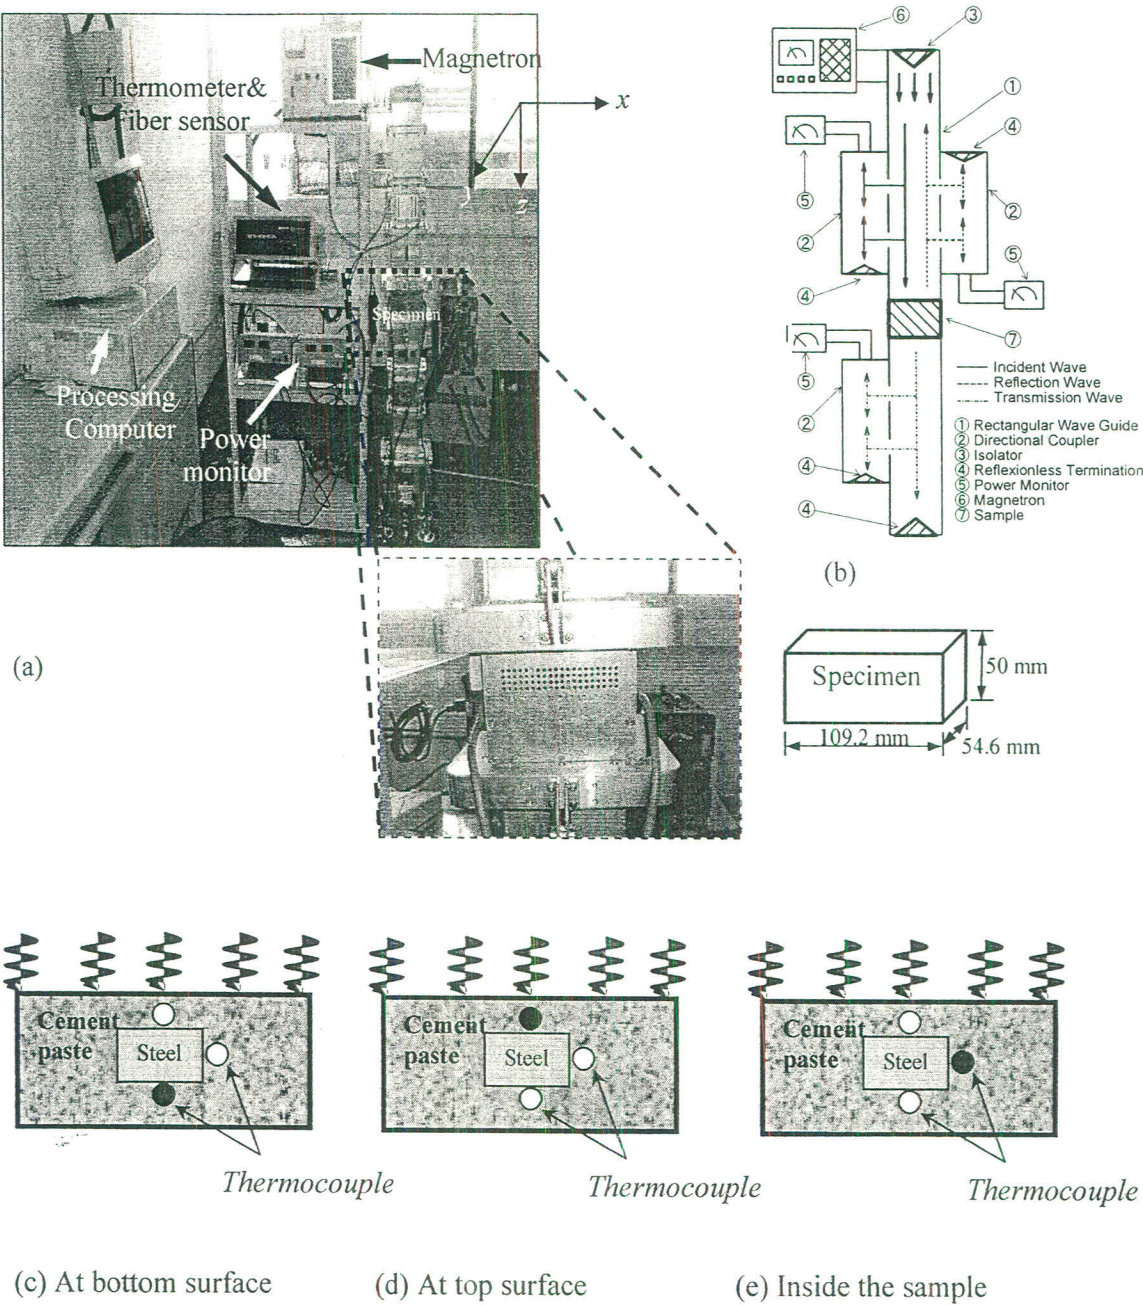 Magnetron
Thermometer&
Fiber sensor
x
z
Specimen
Processing
Computer
Power
monitor
(a)
⑥
③
①
④
⑤
②
②
⑤
④
⑦
⑤
②
④
④
Incident Wave
Reflection Wave
Transmission Wave
① Rectangular Wave Guide
② Directional Coupler
③ Isolator
④ Reflexionless Termination
⑤ Power Monitor
⑥ Magnetron
⑦ Sample
(b)
Specimen
50 mm
109.2 mm
54.6 mm
Cement
paste
Steel
Thermocouple
Cement
paste
Steel
Thermocouple
Cement
paste
Steel
Thermocouple
(c) At bottom surface
(d) At top surface
(e) Inside the sample